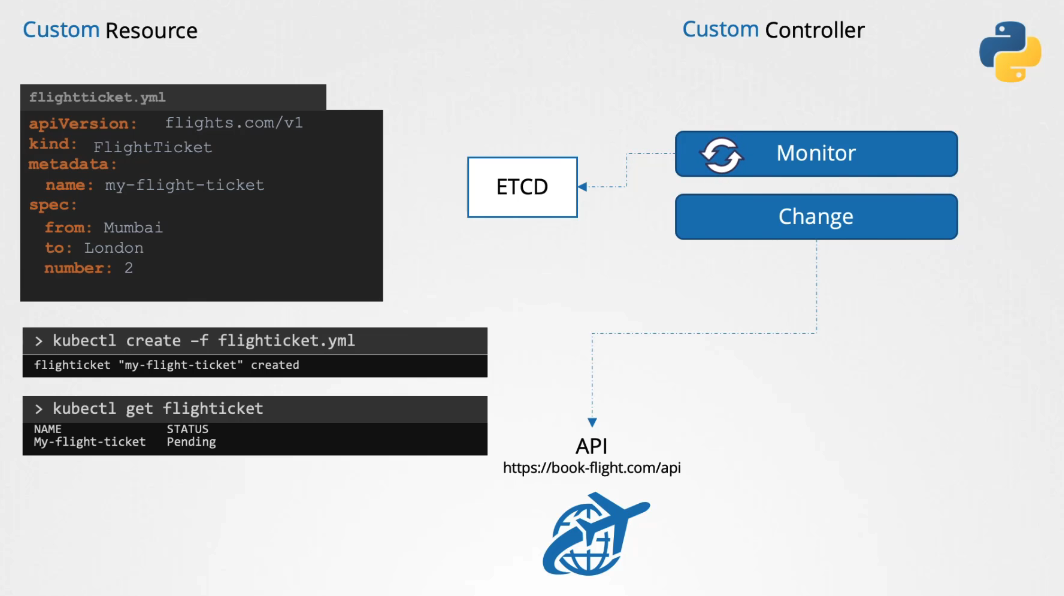 Custom Resource
Custom Controller
flightticket.yml
apiVersion: flights.com/v1
kind: FlightTicket
metadata:
name: my-flight-ticket
spec:
from: Mumbai
to: London
number: 2
ETCD
Monitor
Change
> kubectl create –f flighticket.yml
flighticket "my-flight-ticket" created
> kubectl get flighticket
NAME STATUS
My-flight-ticket Pending
API
https://book-flight.com/api